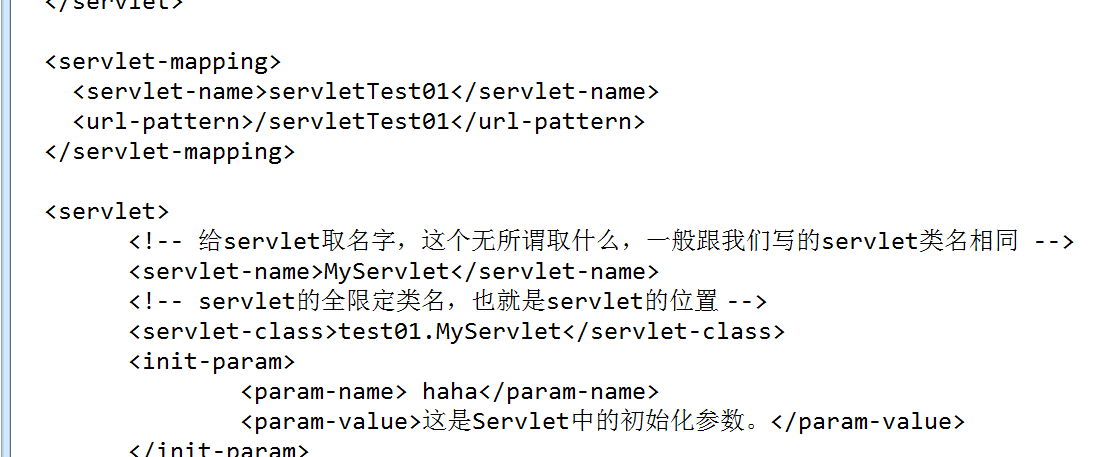 </servlet>
<servlet-mapping>
<servlet-name>servletTest01</servlet-name>
<url-pattern>/servletTest01</url-pattern>
</servlet-mapping>
<servlet>
<!-- 给servlet取名字，这个无所谓取什么，一般跟我们写的servlet类名相同 -->
<servlet-name>MyServlet</servlet-name>
<!-- servlet的全限定类名，也就是servlet的位置 -->
<servlet-class>test01.MyServlet</servlet-class>
<init-param>
<param-name> haha</param-name>
<param-value>这是Servlet中的初始化参数。</param-value>
</init-param>